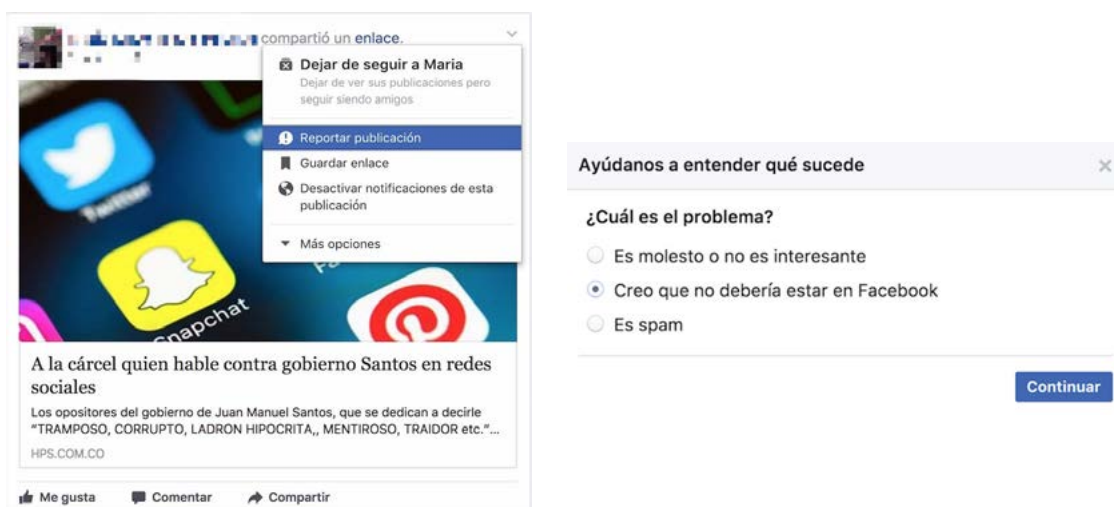 compartió un enlace.
Dejar de seguir a Maria
Dejar de ver sus publicaciones pero
seguir siendo amigos
Reportar publicación
Guardar enlace
Desactivar notificaciones de esta
publicación
Más opciones
Twitter
Snapchat
A la cárcel quien hable contra gobierno Santos en redes
sociales
Los opositores del gobierno de Juan Manuel Santos, que se dedican a decirle
“TRAMPOSO, CORRUPTO, LADRON HIPOCRITA,, MENTIROSO, TRAIDOR etc.”...
HPS.COM.CO
Me gusta
Comentar
Compartir
Ayúdanos a entender qué sucede
¿Cuál es el problema?
Es molesto o no es interesante
Creo que no debería estar en Facebook
Es spam
Continuar